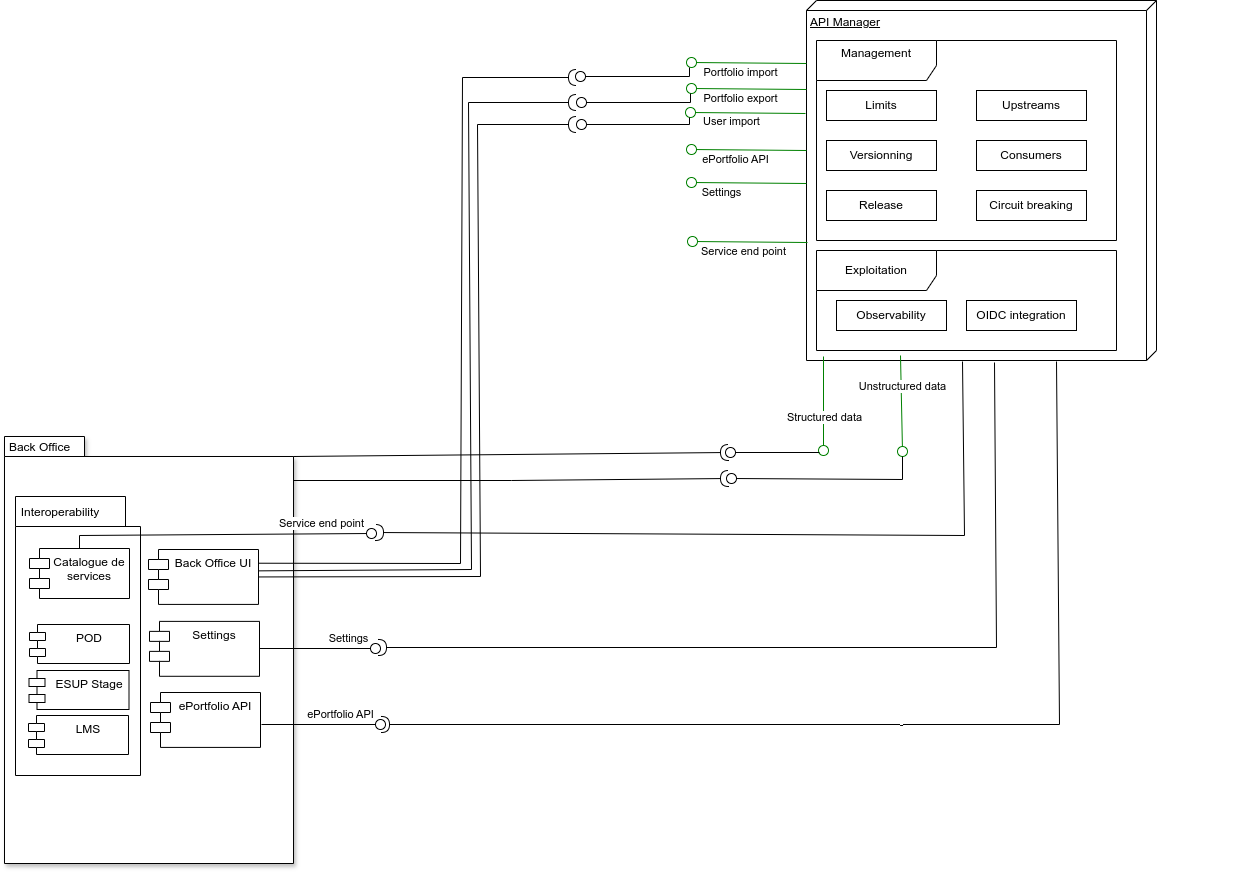 API Manager
Management
Portfolio import
Portfolio export
Limits
Upstreams
User import
ePortfolio API
Versionning
Consumers
Settings
Release
Circuit breaking
Service end point
Exploitation
Observability
OIDC integration
Unstructured data
Structured data
Back Office
Interoperability
Service end point
Catalogue de
services
Back Office UI
POD
Settings
Settings
ESUP Stage
ePortfolio API
ePortfolio API
LMS